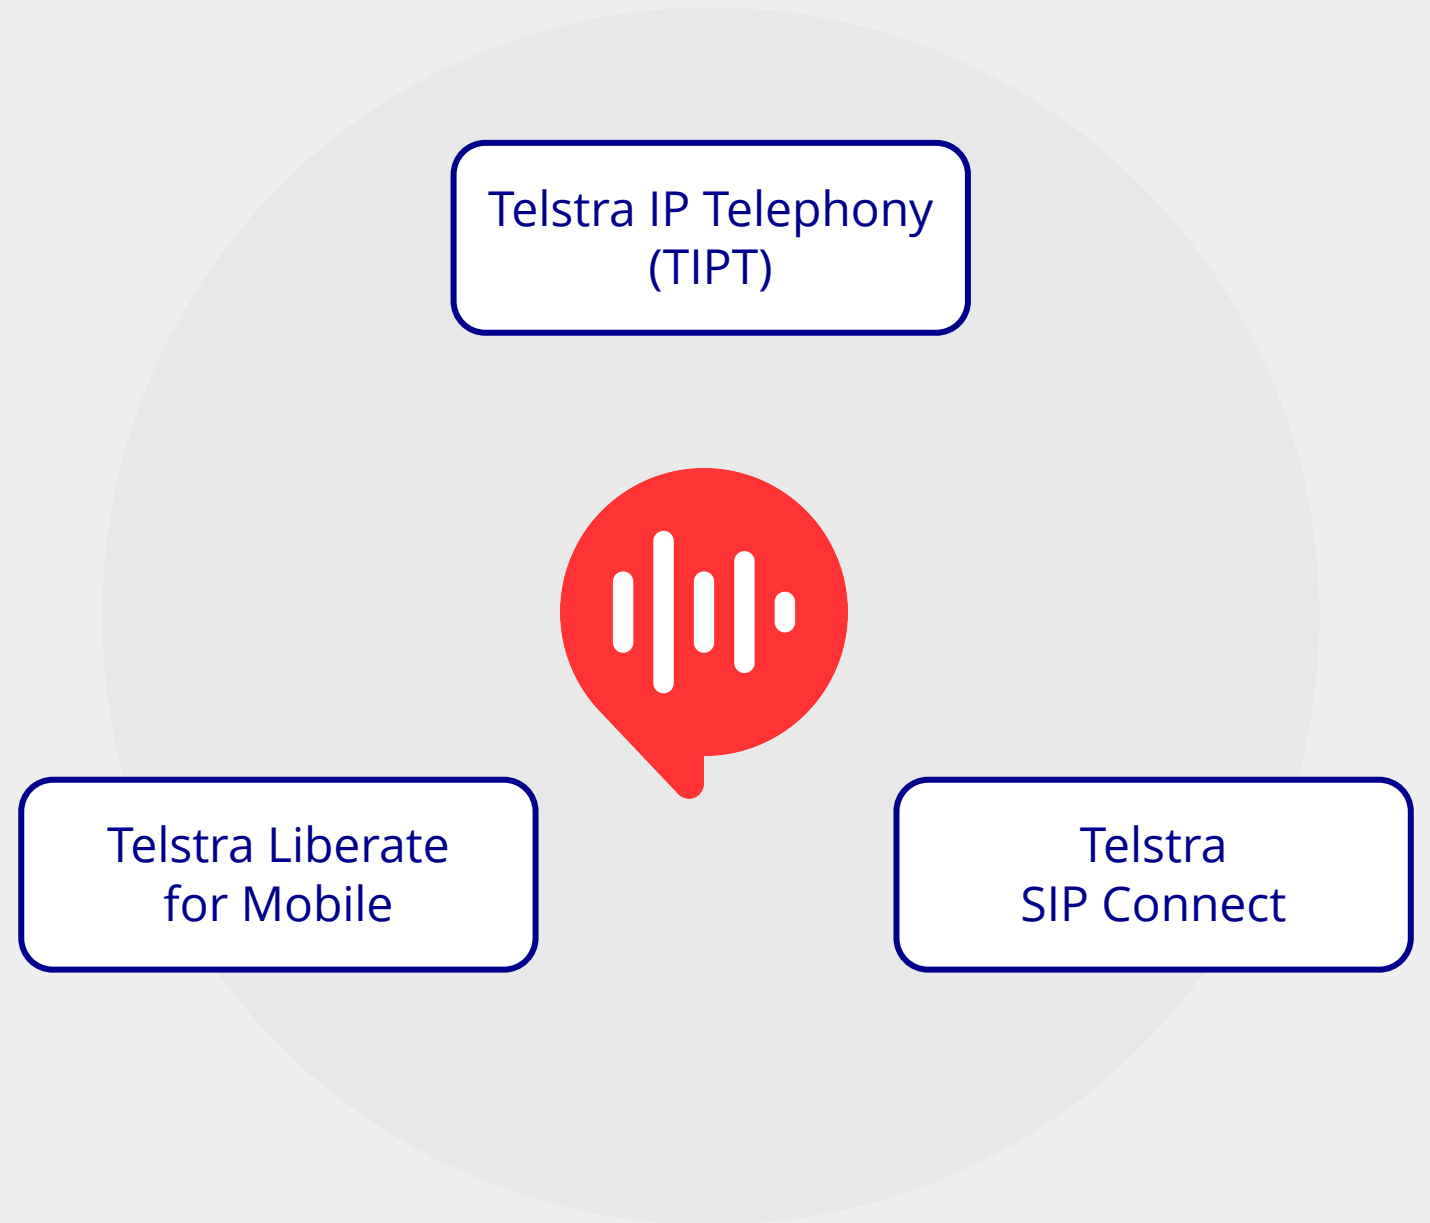 Telstra IP Telephony
(TIPT)
Telstra Liberate
for Mobile
Telstra
SIP Connect